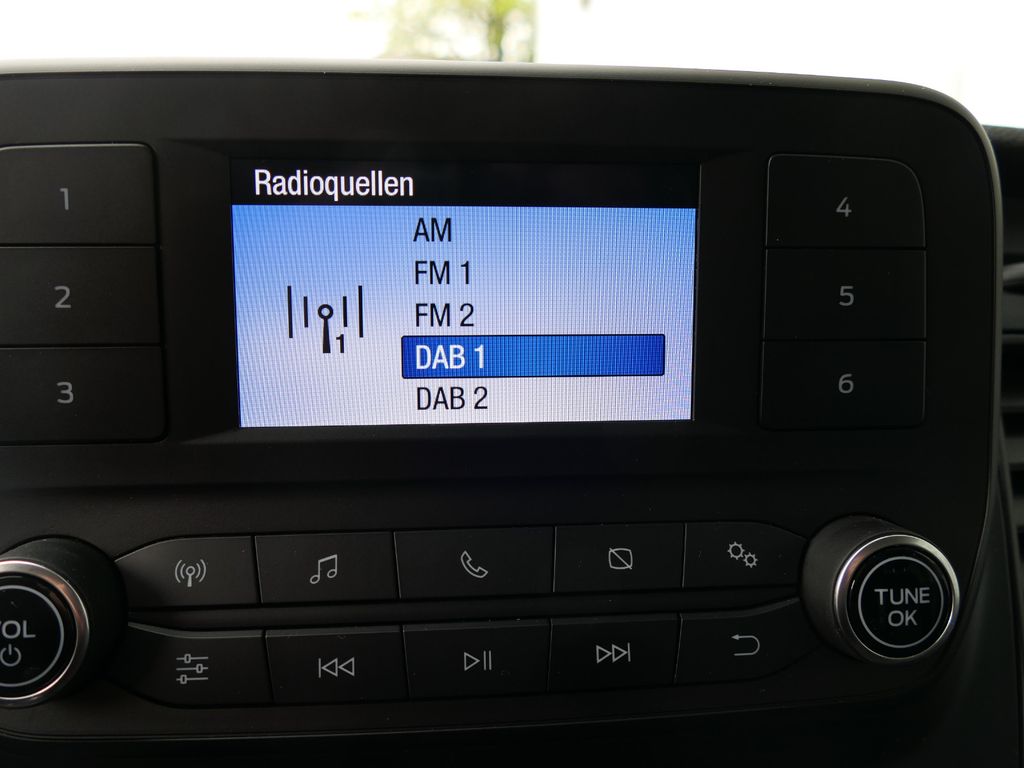 Radioquellen
AM
FM 1
FM 2
DAB 1
DAB 2
1
1
2
3
4
5
6
VOL
TUNE
OK